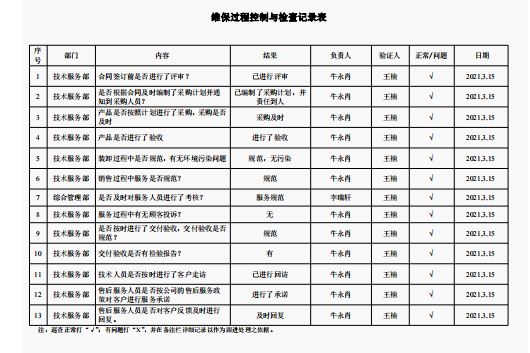 维保过程控制与检查记录表
序号 部门 内容 结果 负责人 验证人 正常/问题 日期
1 技术服务部 合同签订前是否进行了评审？ 已进行评审 牛永肖 王楠 √ 2021.3.15
2 技术服务部 是否根据合同及时编制了采购计划并通知到采购人员？ 已编制了采购计划，并责任到人 牛永肖 王楠 √ 2021.3.15
3 技术服务部 产品是否按照计划进行了采购，采购是否及时 采购及时 牛永肖 王楠 √ 2021.3.15
4 技术服务部 产品是否进行了验收 进行了验收 牛永肖 王楠 √ 2021.3.15
5 技术服务部 装卸过程中是否规范，有无环境污染问题 规范，无污染 牛永肖 王楠 √ 2021.3.15
6 技术服务部 销售过程中服务是否规范？ 规范 牛永肖 王楠 √ 2021.3.15
7 综合管理部 是否及时对服务人员进行了考核？ 服务规范 李瑞轩 王楠 √ 2021.3.15
8 技术服务部 服务过程中有无顾客投诉？ 无 牛永肖 王楠 √ 2021.3.15
9 技术服务部 是否按时进行了交付验收，交付验收是否规范？ 规范 牛永肖 王楠 √ 2021.3.15
10 技术服务部 交付验收是否有检验报告？ 有 牛永肖 王楠 √ 2021.3.15
11 技术服务部 技术人员是否按时进行了客户走访 已进行回访 牛永肖 王楠 √ 2021.3.15
12 技术服务部 售后服务人员是否按公司的售后服务政策对客户进行服务承诺 进行了承诺 牛永肖 王楠 √ 2021.3.15
13 技术服务部 售后服务人员是否对客户反馈及时进行回复。 及时回复 牛永肖 王楠 √ 2021.3.15
注：巡查正常打“√”；有问题打“X”，并在备注栏详细记录以作为跟进处理之依据。